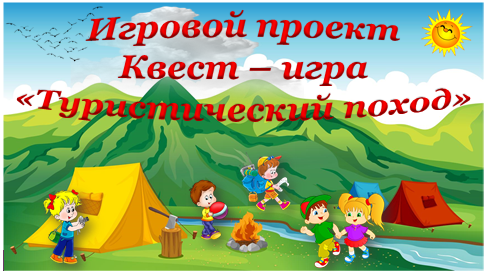 Игровой проект
Квест – игра
«Туристический поход»